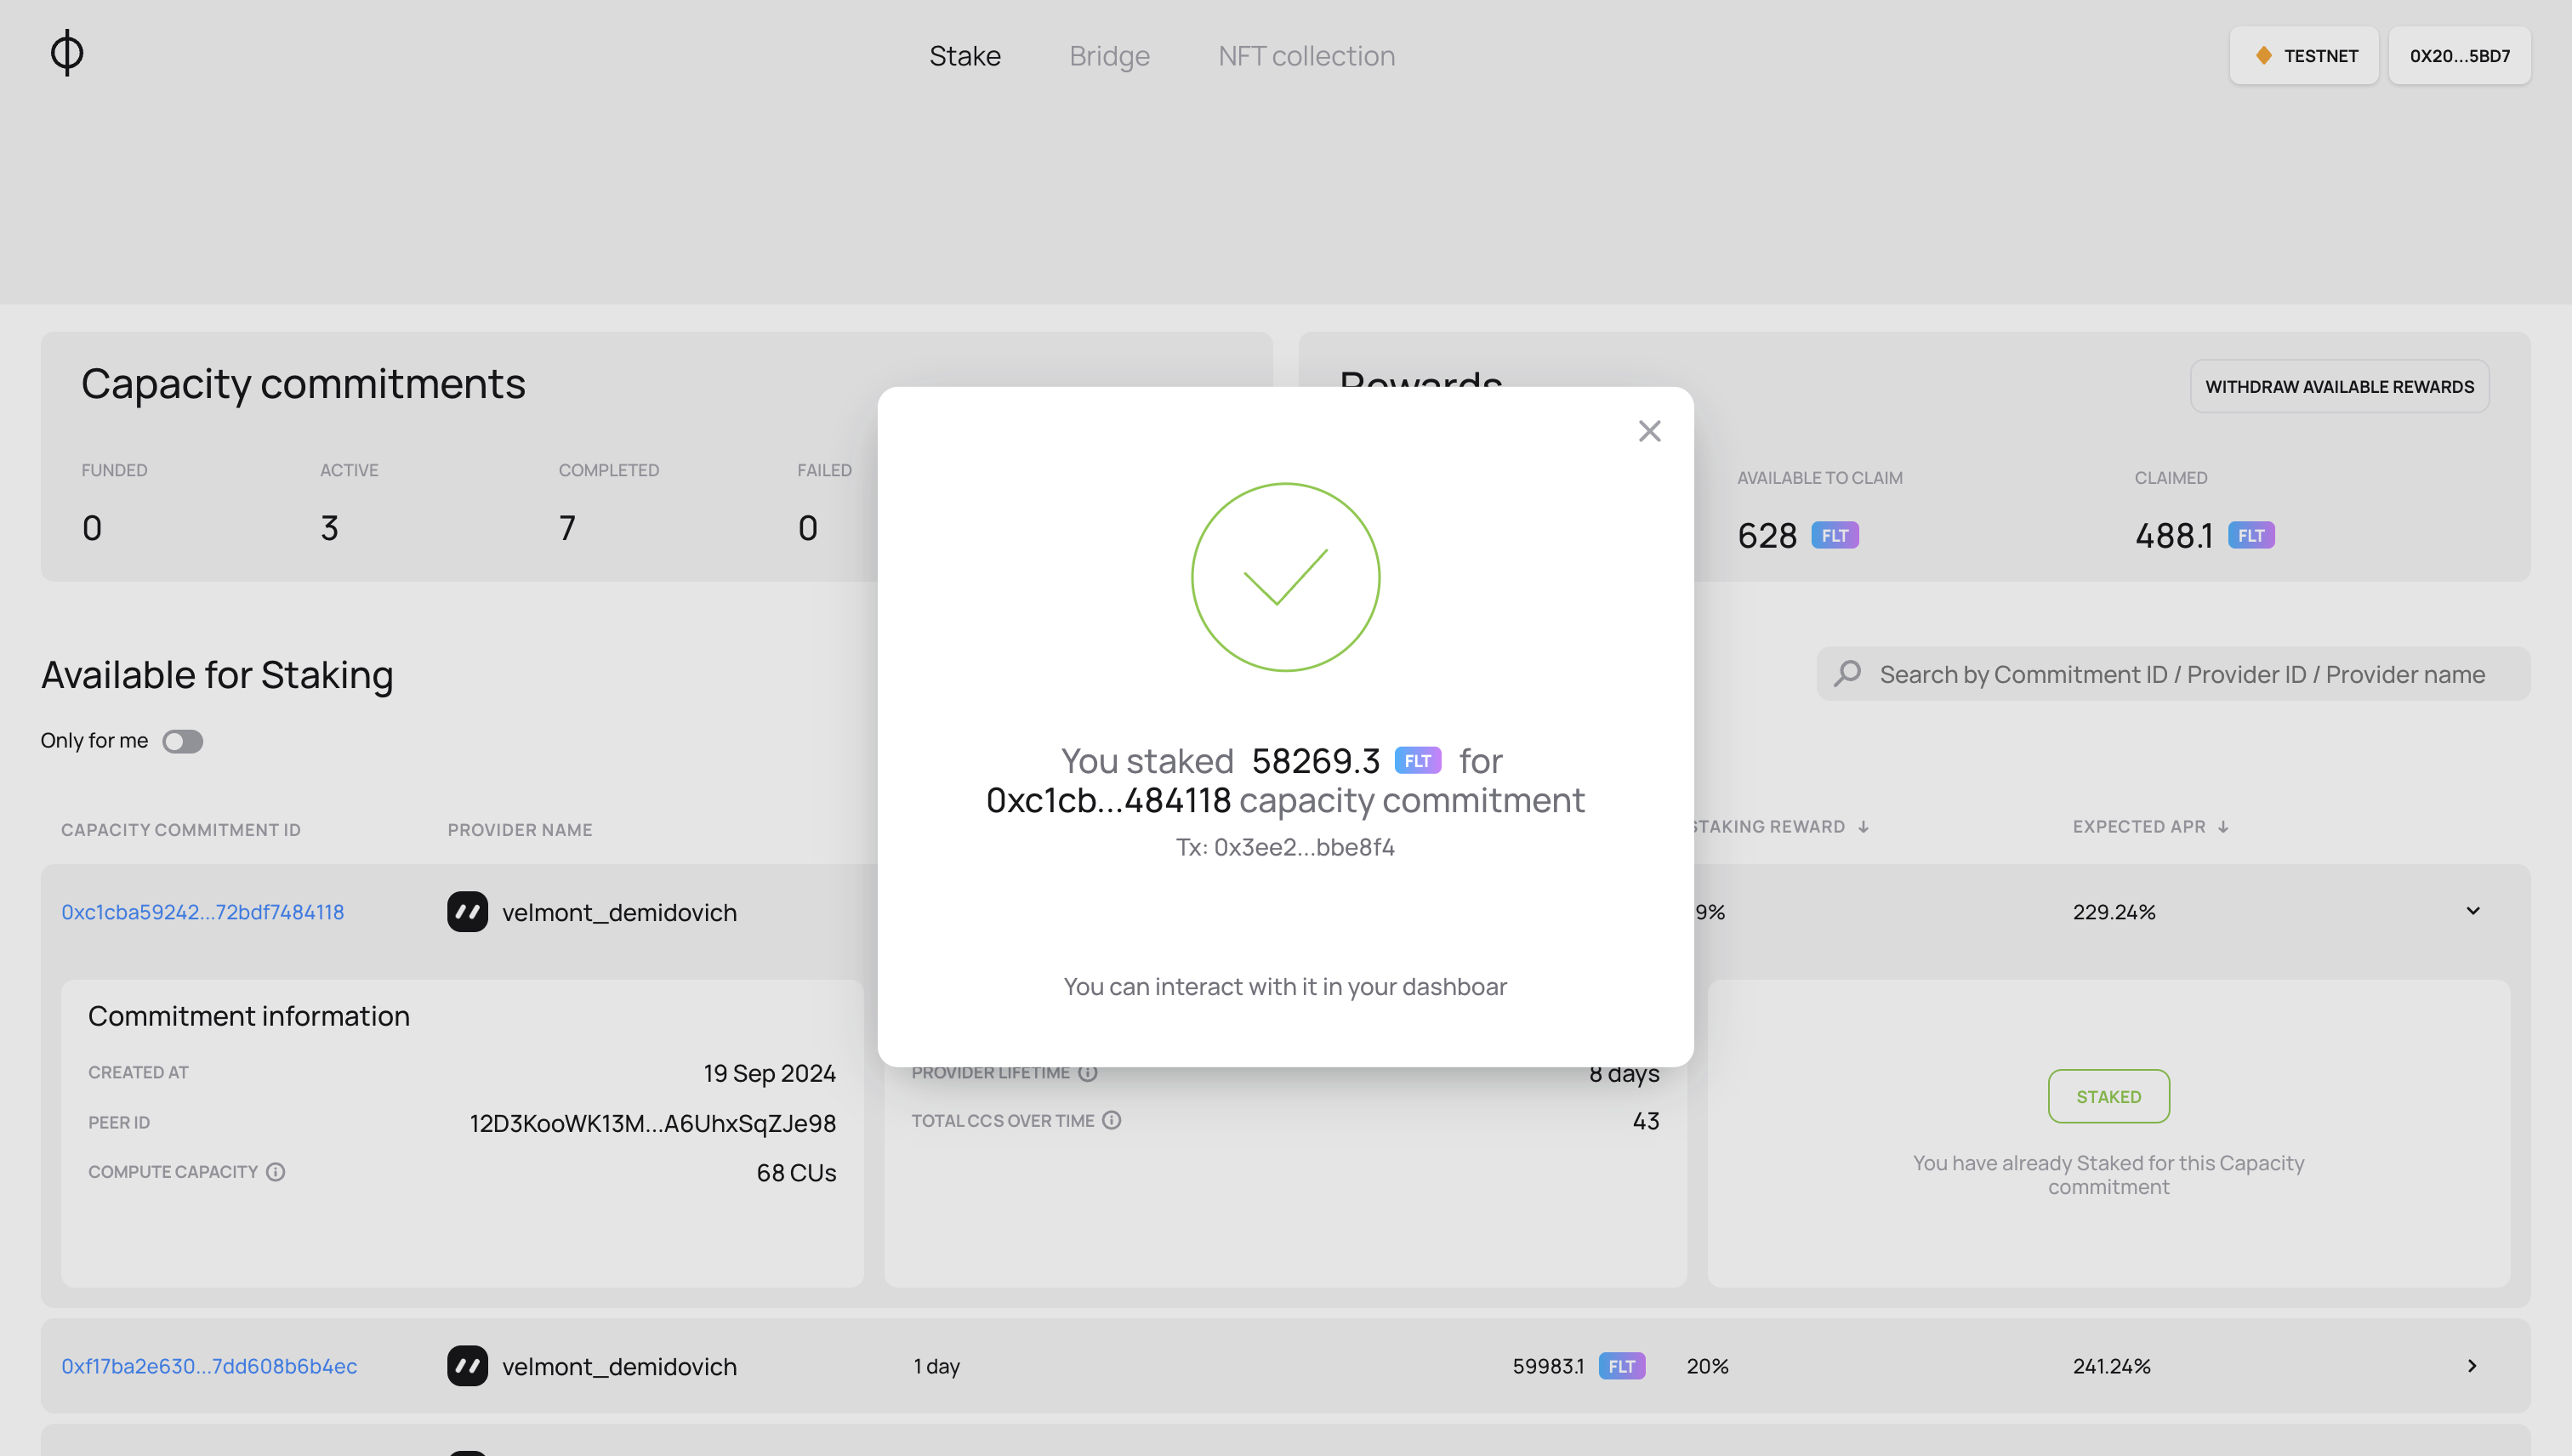 Stake
Bridge
NFT collection
TESTNET
0X20...5BD7
Capacity commitments
FUNDED
ACTIVE
COMPLETED
FAILED
0
3
7
0
Rewards
WITHDRAW AVAILABLE REWARDS
AVAILABLE TO CLAIM
CLAIMED
628 FLT
488.1 FLT
You staked 58269.3 FLT for
0xc1cb...484118 capacity commitment
Tx: 0x3ee2...bbe8f4
You can interact with it in your dashboar
Available for Staking
Search by Commitment ID / Provider ID / Provider name
Only for me
CAPACITY COMMITMENT ID
PROVIDER NAME
STAKING REWARD
EXPECTED APR
0xc1cba59242...72bdf7484118
velmont_demidovich
9%
229.24%
Commitment information
CREATED AT
19 Sep 2024
PEER ID
12D3KooWK13M...A6UhxSqZJe98
COMPUTE CAPACITY
68 CUs
PROVIDER LIFETIME
8 days
TOTAL CCS OVER TIME
43
STAKED
You have already Staked for this Capacity
commitment
0xf17ba2e630...7dd608b6b4ec
velmont_demidovich
1 day
59983.1 FLT
20%
241.24%